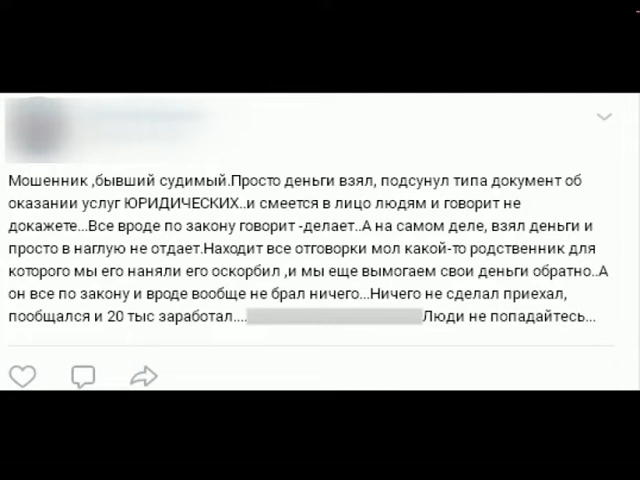 Мошенник ,бывший судимый.Просто деньги взял, подсунул типа документ об
оказании услуг ЮРИДИЧЕСКИХ..и смеется в лицо людям и говорит не
докажете...Все вроде по закону говорит -делает..А на самом деле, взял деньги и
просто в наглую не отдает.Находит все отговорки мол какой-то родственник для
которого мы его наняли его оскорбил ,и мы еще вымогаем свои деньги обратно..А
он все по закону и вроде вообще не брал ничего...Ничего не сделал приехал,
пообщался и 20 тыс заработал.... Люди не попадайтесь...